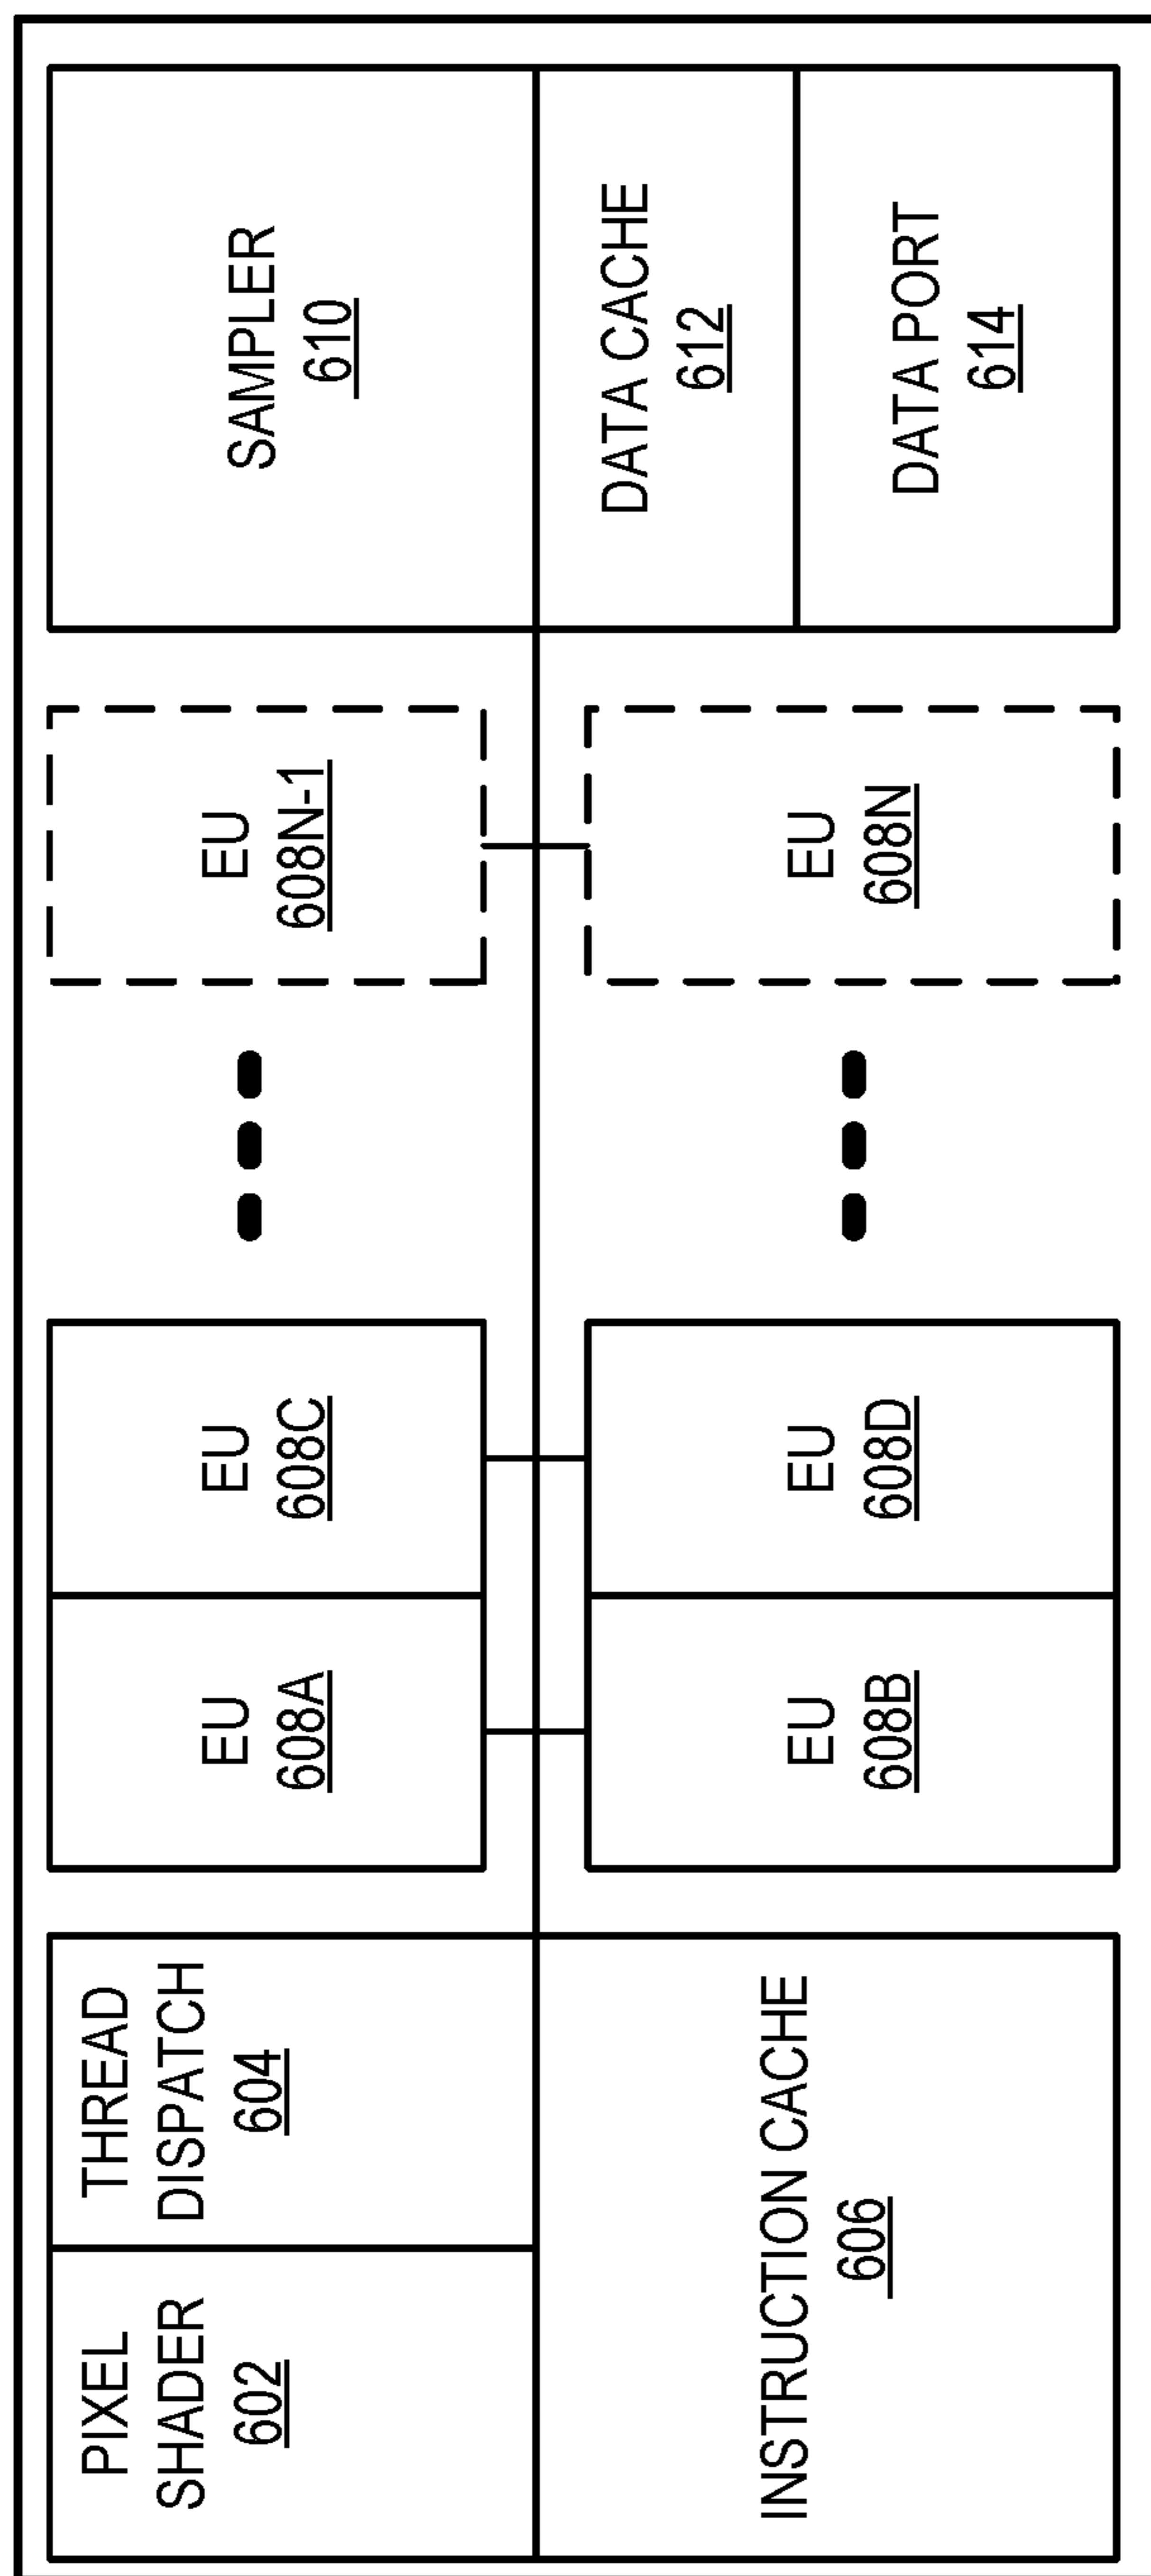 PIXEL
SHADER
602
THREAD
DISPATCH
604
INSTRUCTION CACHE
606
EU
608A
EU
608C
EU
608B
EU
608D
EU
608N-1
EU
608N
SAMPLER
610
DATA CACHE
612
DATA PORT
614